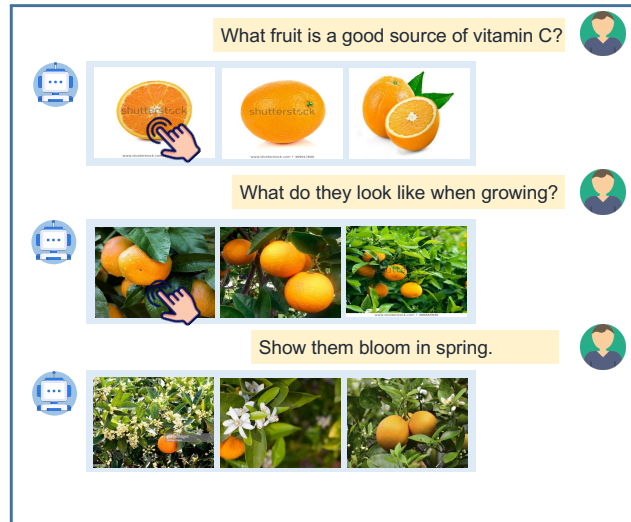 What fruit is a good source of vitamin C?
shutterstock
shutterstock
What do they look like when growing?
shutterstock
Show them bloom in spring.